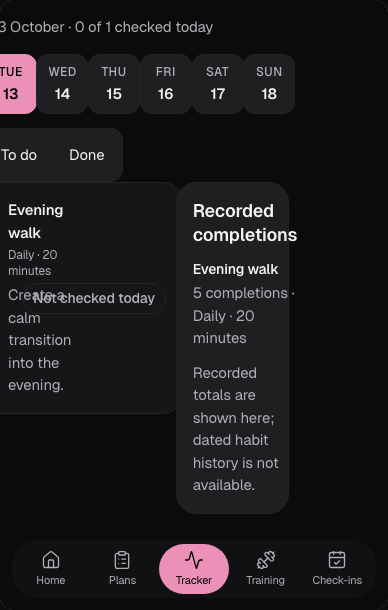 3 October · 0 of 1 checked today
TUE WED THU FRI SAT SUN
13 14 15 16 17 18
To do Done
Evening
walk
Daily · 20
minutes
Create a
calm
transition
into the
evening.
Not checked today
Recorded
completions
Evening walk
5 completions ·
Daily · 20
minutes
Recorded
totals are
shown here;
dated habit
history is not
available.
Home Plans Tracker Training Check-ins